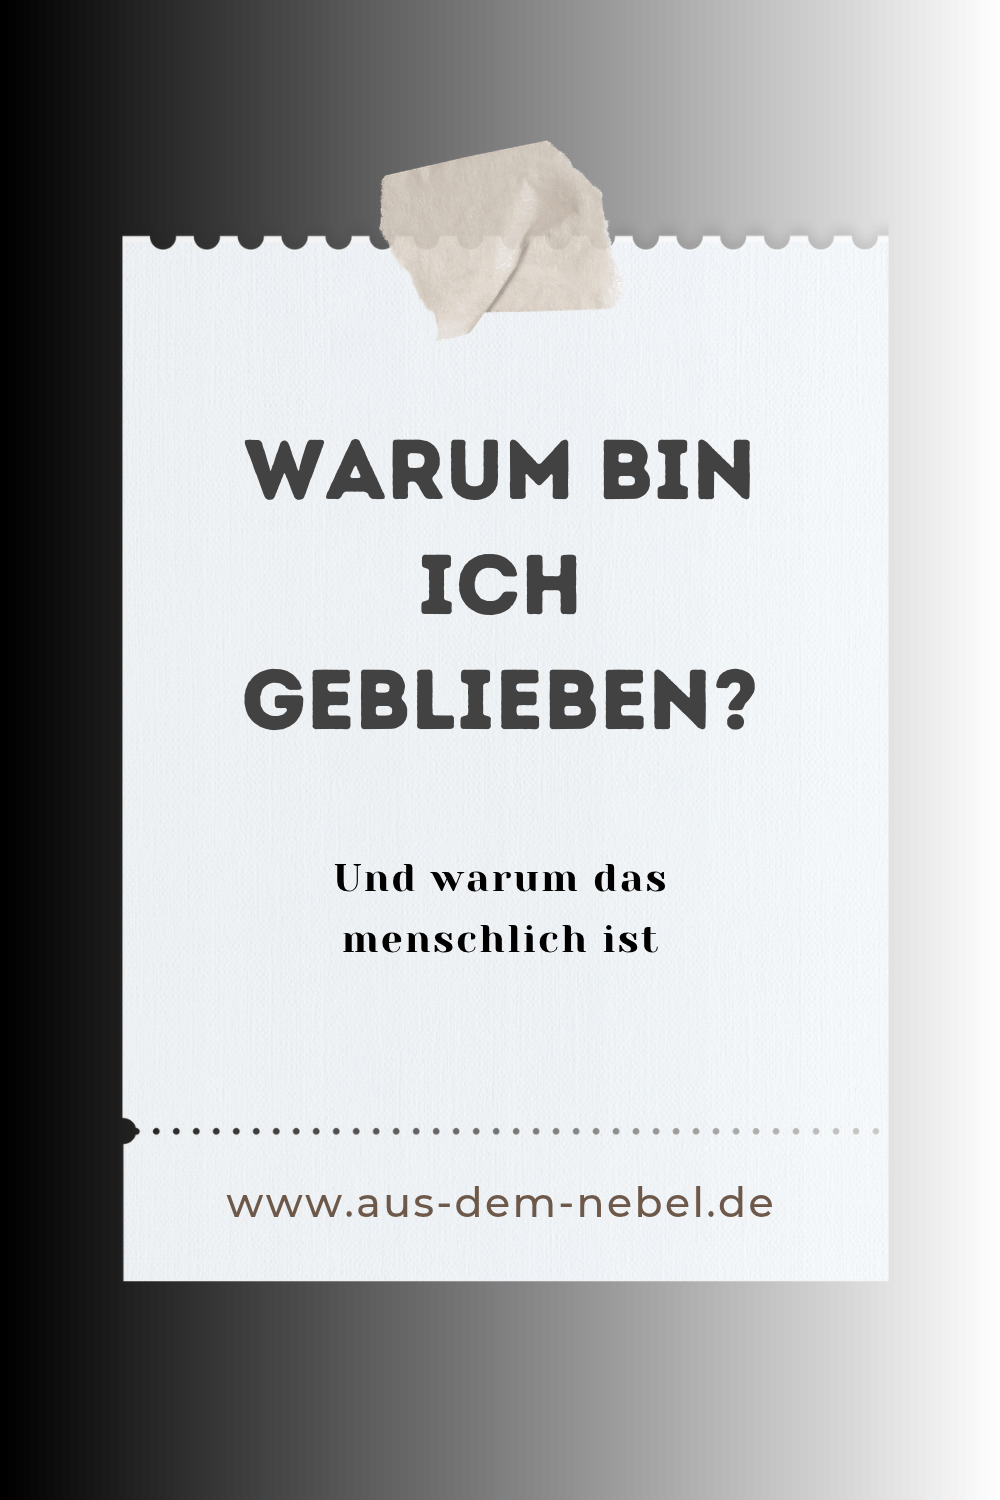 WARUM BIN
ICH
GEBLIEBEN?
Und warum das
menschlich ist
www.aus-dem-nebel.de